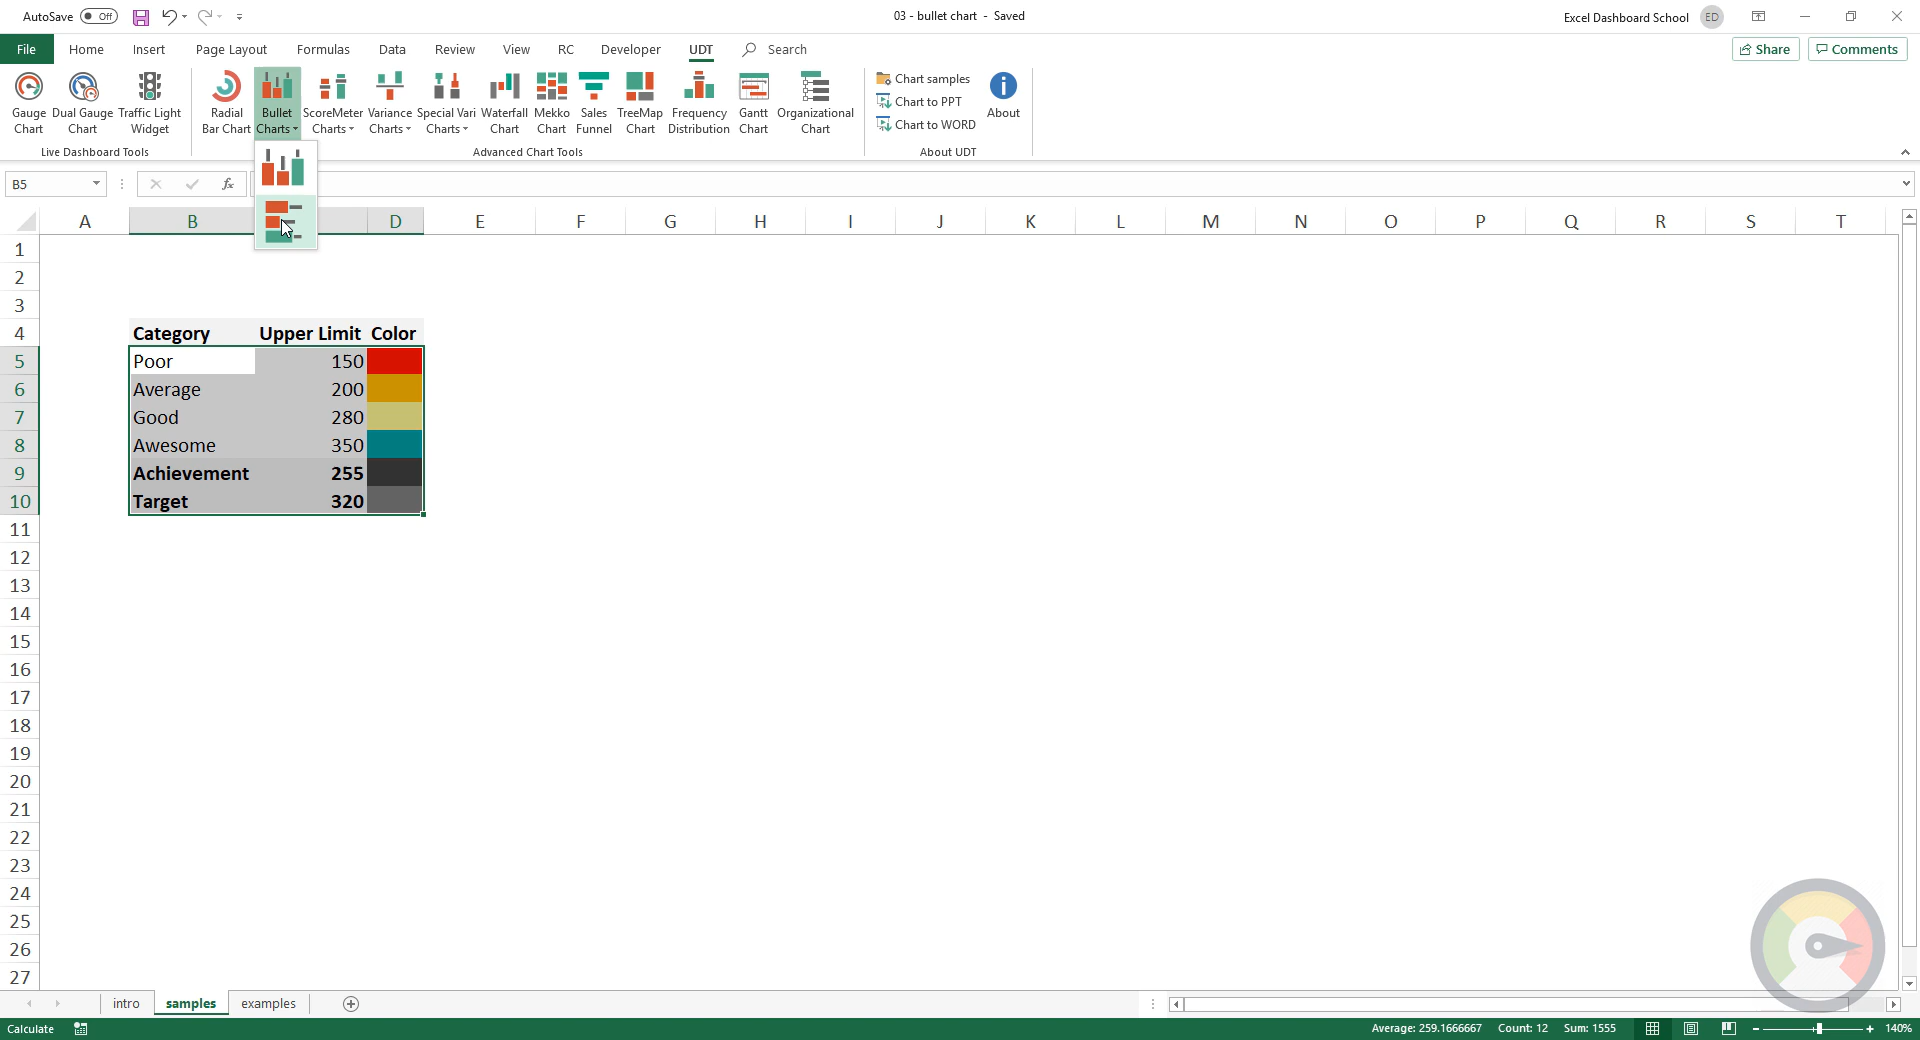 AutoSave Off 03 - bullet chart - Saved Excel Dashboard School ED
File Home Insert Page Layout Formulas Data Review View RC Developer UDT Search Share Comments
Gauge Chart Dual Gauge Chart Traffic Light Widget Radial Bar Chart Bullet Charts ScoreMeter Charts Variance Charts Special Vari Charts Waterfall Chart Mekko Chart Sales Funnel TreeMap Chart Frequency Distribution Gantt Chart Organizational Chart
Chart samples
Chart to PPT
Chart to WORD
About
Live Dashboard Tools Advanced Chart Tools About UDT
B5 fx
A B D E F G H I J K L M N O P Q R S T
1
2
3
4 Category Upper Limit Color
5 Poor 150
6 Average 200
7 Good 280
8 Awesome 350
9 Achievement 255
10 Target 320
11
12
13
14
15
16
17
18
19
20
21
22
23
24
25
26
27
intro samples examples
Calculate Average: 259.1666667 Count: 12 Sum: 1555 140%